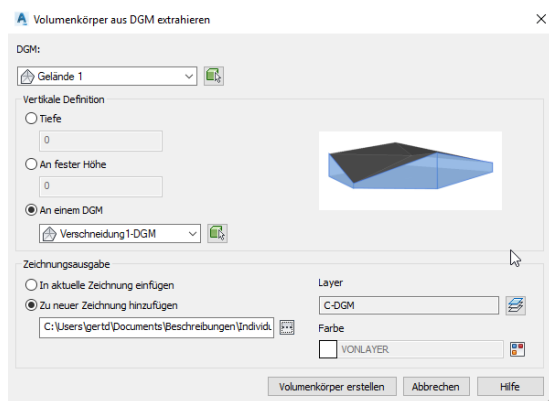 Volumenkörper aus DGM extrahieren
DGM:
Gelände 1
Vertikale Definition
Tiefe
0
An fester Höhe
0
An einem DGM
Verschneidung1-DGM
Zeichnungsausgabe
In aktuelle Zeichnung einfügen
Zu neuer Zeichnung hinzufügen
C:\Users\gertd\Documents\Beschreibungen\Individu
Layer
C-DGM
Farbe
VONLAYER
Volumenkörper erstellen
Abbrechen
Hilfe